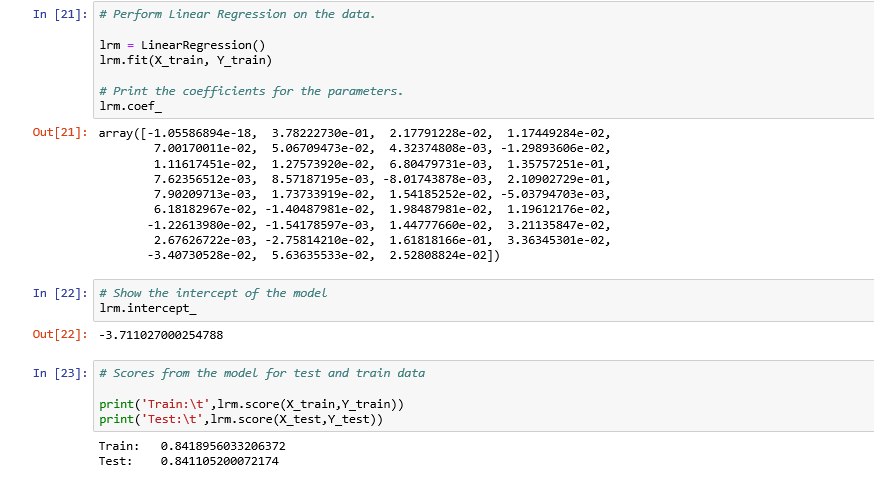 In [21]: # Perform Linear Regression on the data.
lrm = LinearRegression()
lrm.fit(X_train, Y_train)
# Print the coefficients for the parameters.
lrm.coef_
Out[21]: array([-1.05586894e-18, 3.78222730e-01, 2.17791228e-02, 1.17449284e-02,
7.00170011e-02, 5.06709473e-02, 4.32374808e-03, -1.29893606e-02,
1.11617451e-02, 1.27573920e-02, 6.80479731e-03, 1.35757251e-01,
7.62356512e-03, 8.57187195e-03, -8.01743878e-03, 2.10902729e-01,
7.90209713e-03, 1.73733919e-02, 1.54185252e-02, -5.03794703e-03,
6.18182967e-02, -1.40487981e-02, 1.98487981e-02, 1.19612176e-02,
-1.22613980e-02, -1.54178597e-03, 1.44777660e-02, 3.21135847e-02,
2.67626722e-03, -2.75814210e-02, 1.61818166e-01, 3.36345301e-02,
-3.40730528e-02, 5.63635533e-02, 2.52808824e-02])
In [22]: # Show the intercept of the model
lrm.intercept_
Out[22]: -3.711027000254788
In [23]: # Scores from the model for test and train data
print('Train:\t',lrm.score(X_train,Y_train))
print('Test:\t',lrm.score(X_test,Y_test))
Train: 0.8418956033206372
Test: 0.841105200072174